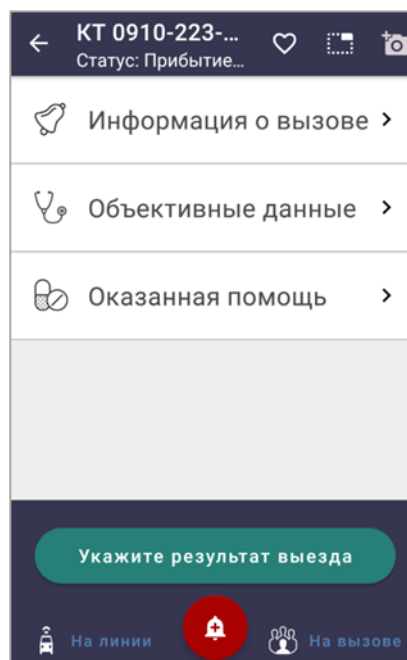 КТ 0910-223-...
Статус: Прибытие...
Информация о вызове
Объективные данные
Оказанная помощь
Укажите результат выезда
На линии
На вызове